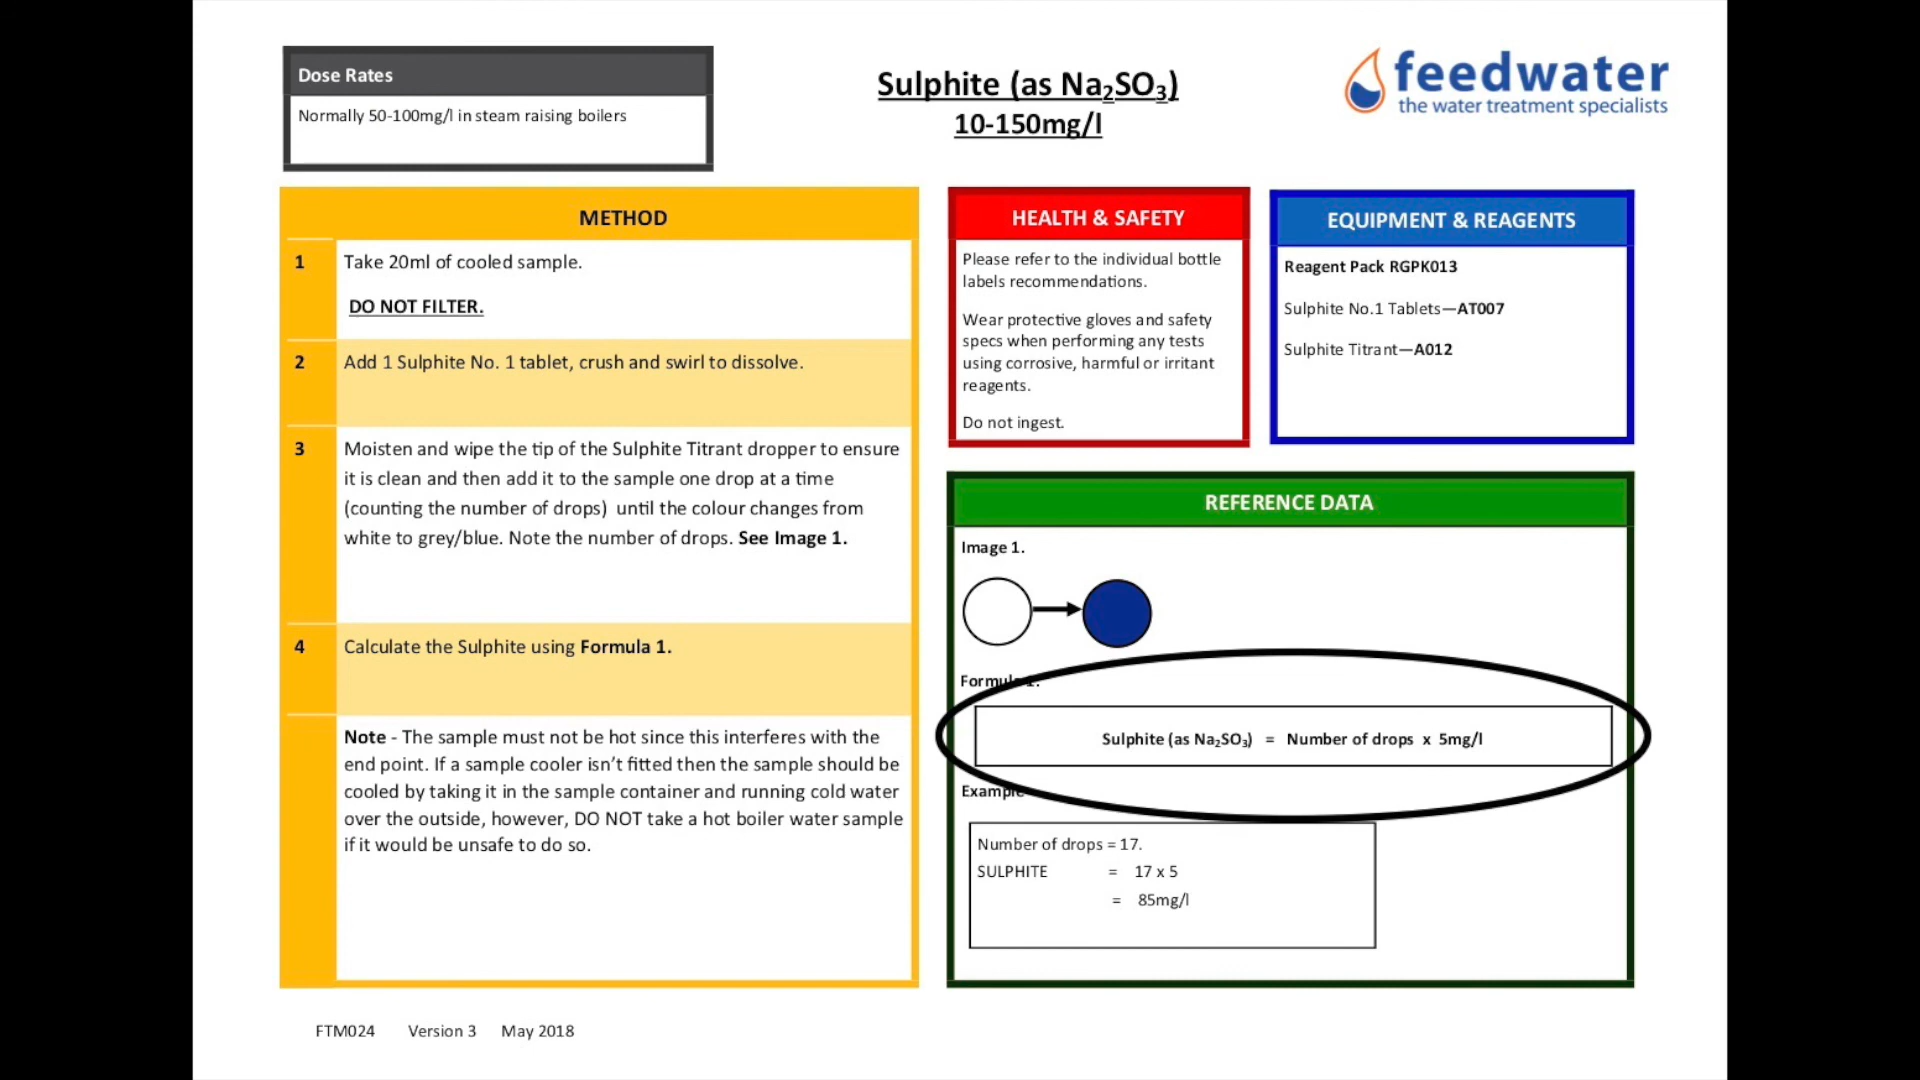 Dose Rates
Normally 50-100mg/l in steam raising boilers
Sulphite (as Na₂SO₃)
10-150mg/l
feedwater
the water treatment specialists
METHOD
1 Take 20ml of cooled sample.
DO NOT FILTER.
2 Add 1 Sulphite No. 1 tablet, crush and swirl to dissolve.
3 Moisten and wipe the tip of the Sulphite Titrant dropper to ensure
it is clean and then add it to the sample one drop at a time
(counting the number of drops) until the colour changes from
white to grey/blue. Note the number of drops. See Image 1.
4 Calculate the Sulphite using Formula 1.
Note - The sample must not be hot since this interferes with the
end point. If a sample cooler isn't fitted then the sample should be
cooled by taking it in the sample container and running cold water
over the outside, however, DO NOT take a hot boiler water sample
if it would be unsafe to do so.
HEALTH & SAFETY
Please refer to the individual bottle
labels recommendations.
Wear protective gloves and safety
specs when performing any tests
using corrosive, harmful or irritant
reagents.
Do not ingest.
EQUIPMENT & REAGENTS
Reagent Pack RGPK013
Sulphite No.1 Tablets—AT007
Sulphite Titrant—A012
REFERENCE DATA
Image 1.
Formula 1.
Sulphite (as Na₂SO₃) = Number of drops x 5mg/l
Example
Number of drops = 17.
SULPHITE = 17 x 5
= 85mg/l
FTM024 Version 3 May 2018